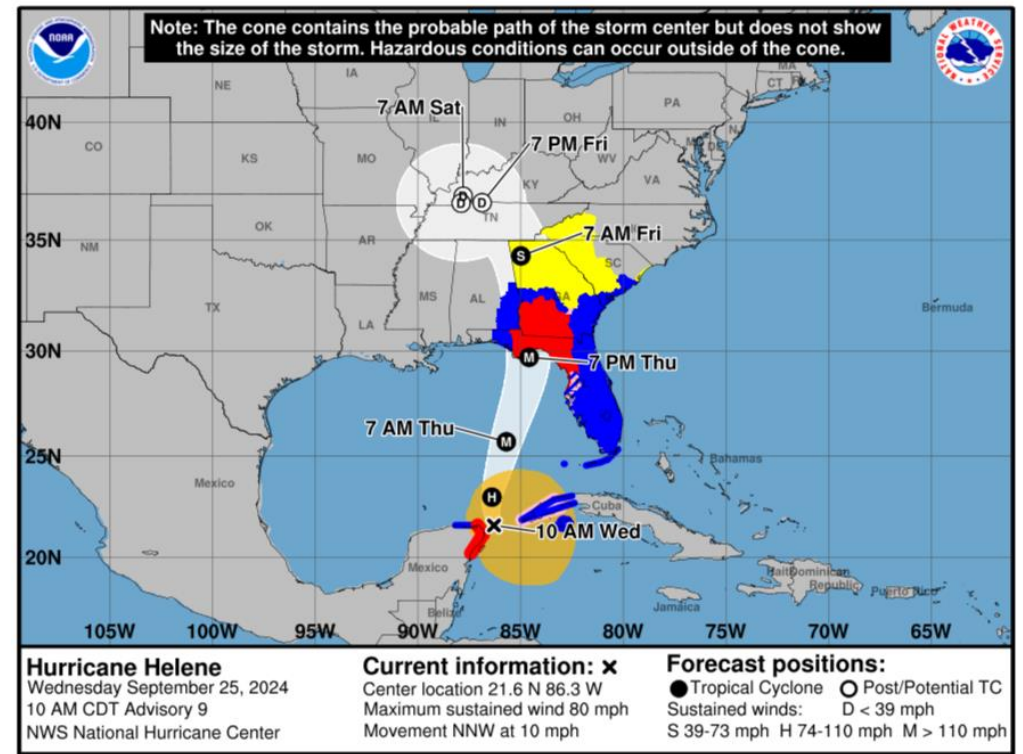 Note: The cone contains the probable path of the storm center but does not show
the size of the storm. Hazardous conditions can occur outside of the cone.
NOAA
NATIONAL WEATHER SERVICE
NE
IA
IL
IN
OH
PA
CT
MA
7 AM Sat
7 PM Fri
40N
CO
KS
MO
KY
WV
VA
35N
NM
OK
AR
TN
7 AM Fri
SC
TX
LA
MS
AL
GA
Bermuda
30N
7 PM Thu
7 AM Thu
25N
Mexico
Bahamas
Cuba
10 AM Wed
20N
Mexico
Belize
Jamaica
Haiti
Dominican
Republic
Puerto Rico
105W
100W
95W
90W
85W
80W
75W
70W
65W
M
M
H
S
D
D
D
Hurricane Helene
Wednesday September 25, 2024
10 AM CDT Advisory 9
NWS National Hurricane Center
Current information: ×
Center location 21.6 N 86.3 W
Maximum sustained wind 80 mph
Movement NNW at 10 mph
Forecast positions:
● Tropical Cyclone ○ Post/Potential TC
Sustained winds: D < 39 mph
S 39-73 mph H 74-110 mph M > 110 mph